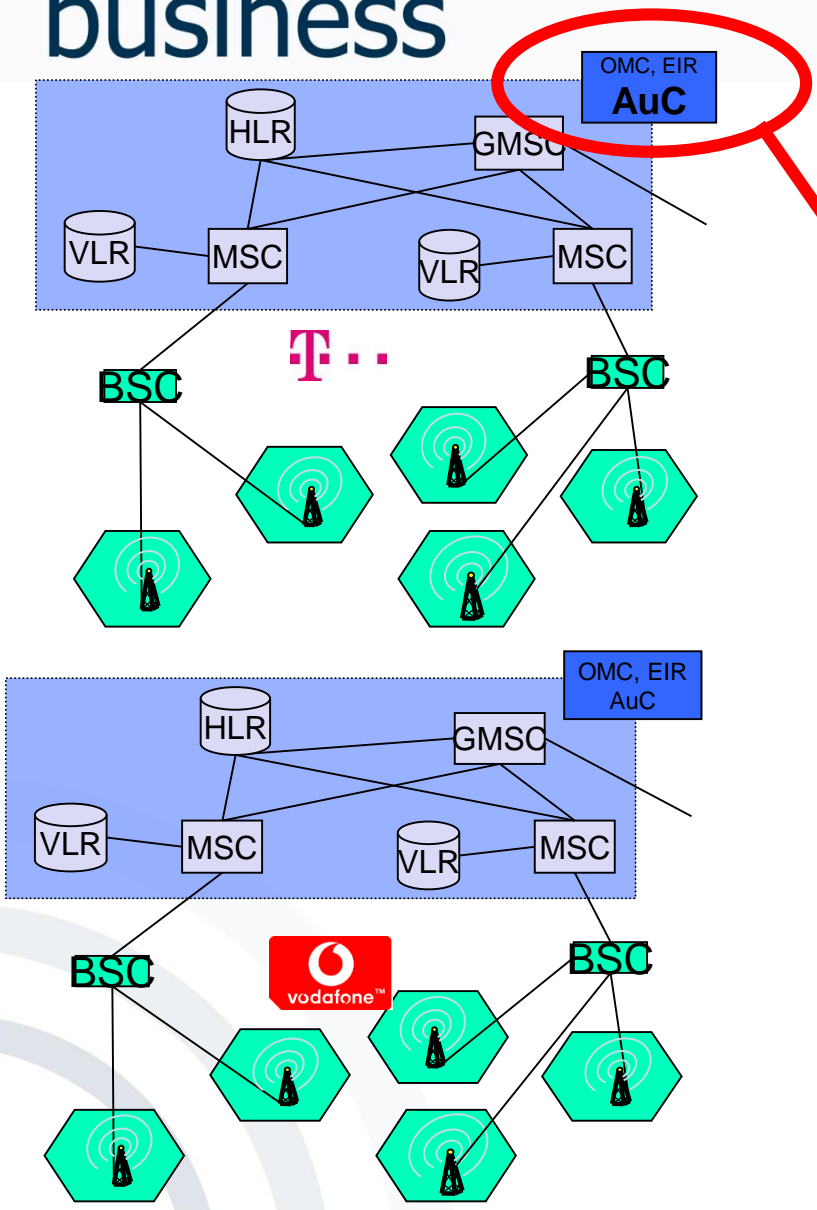 business
OMC, EIR
AuC
HLR
GMSC
VLR
MSC
VLR
MSC
T
BSC
BSC
OMC, EIR
AuC
HLR
GMSC
VLR
MSC
VLR
MSC
BSC
vodafone™
BSC